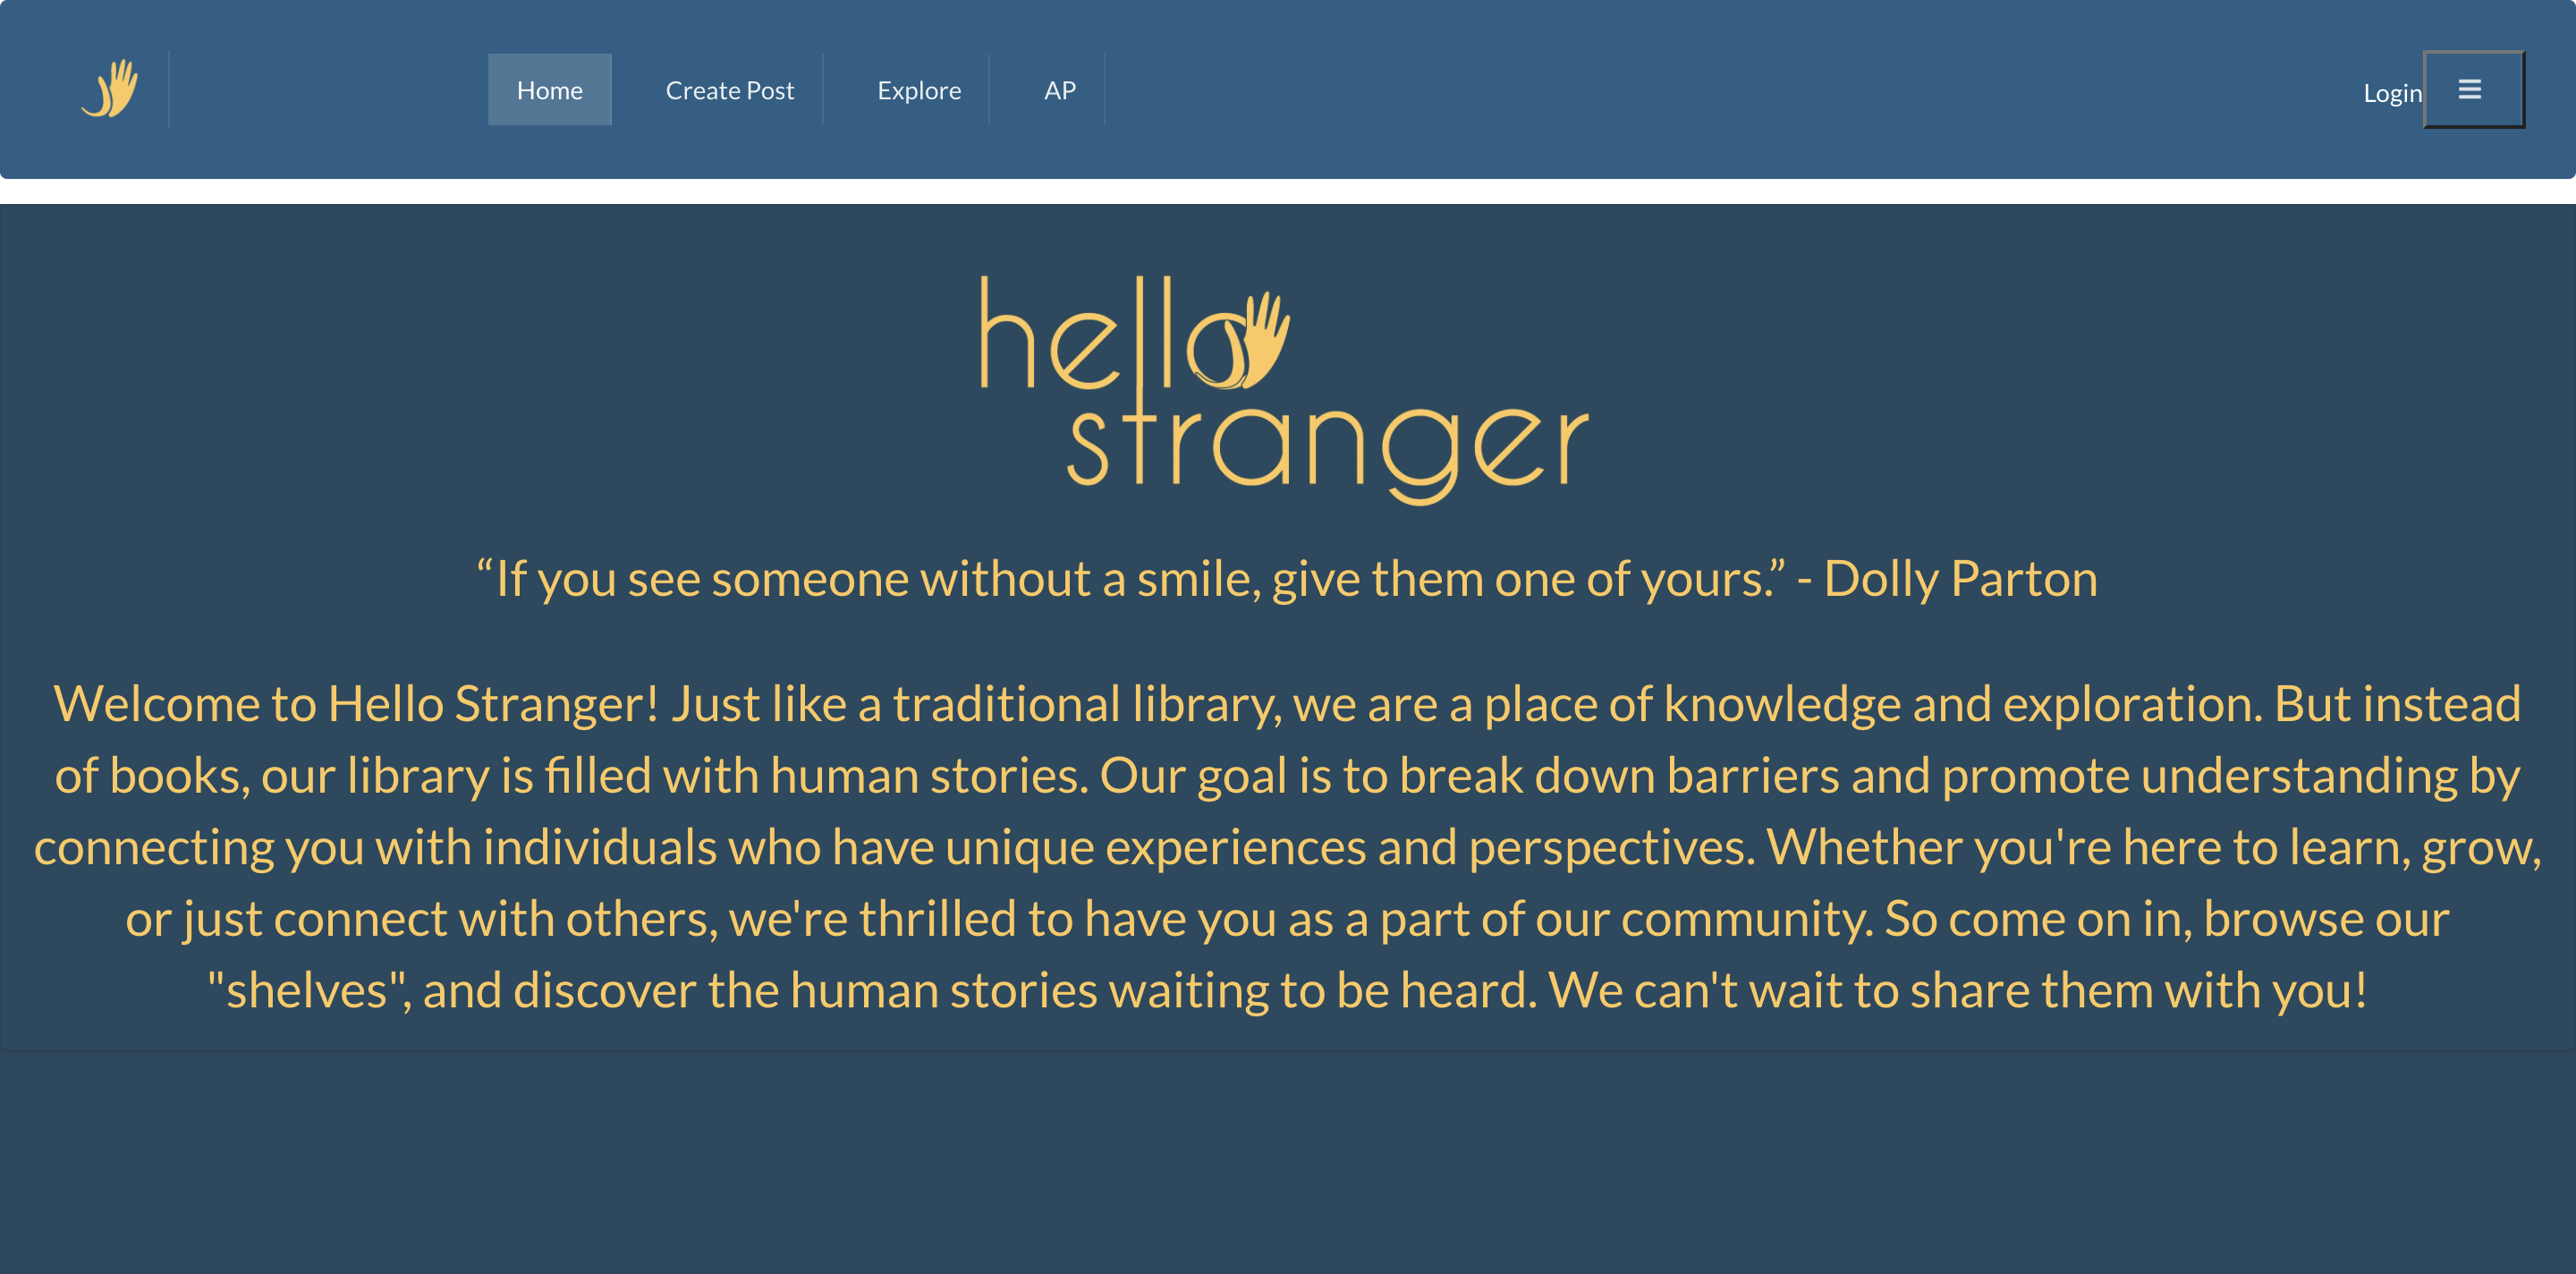 Home Create Post Explore AP Login
hello
stranger
“If you see someone without a smile, give them one of yours.” - Dolly Parton
Welcome to Hello Stranger! Just like a traditional library, we are a place of knowledge and exploration. But instead
of books, our library is filled with human stories. Our goal is to break down barriers and promote understanding by
connecting you with individuals who have unique experiences and perspectives. Whether you're here to learn, grow,
or just connect with others, we're thrilled to have you as a part of our community. So come on in, browse our
"shelves", and discover the human stories waiting to be heard. We can't wait to share them with you!